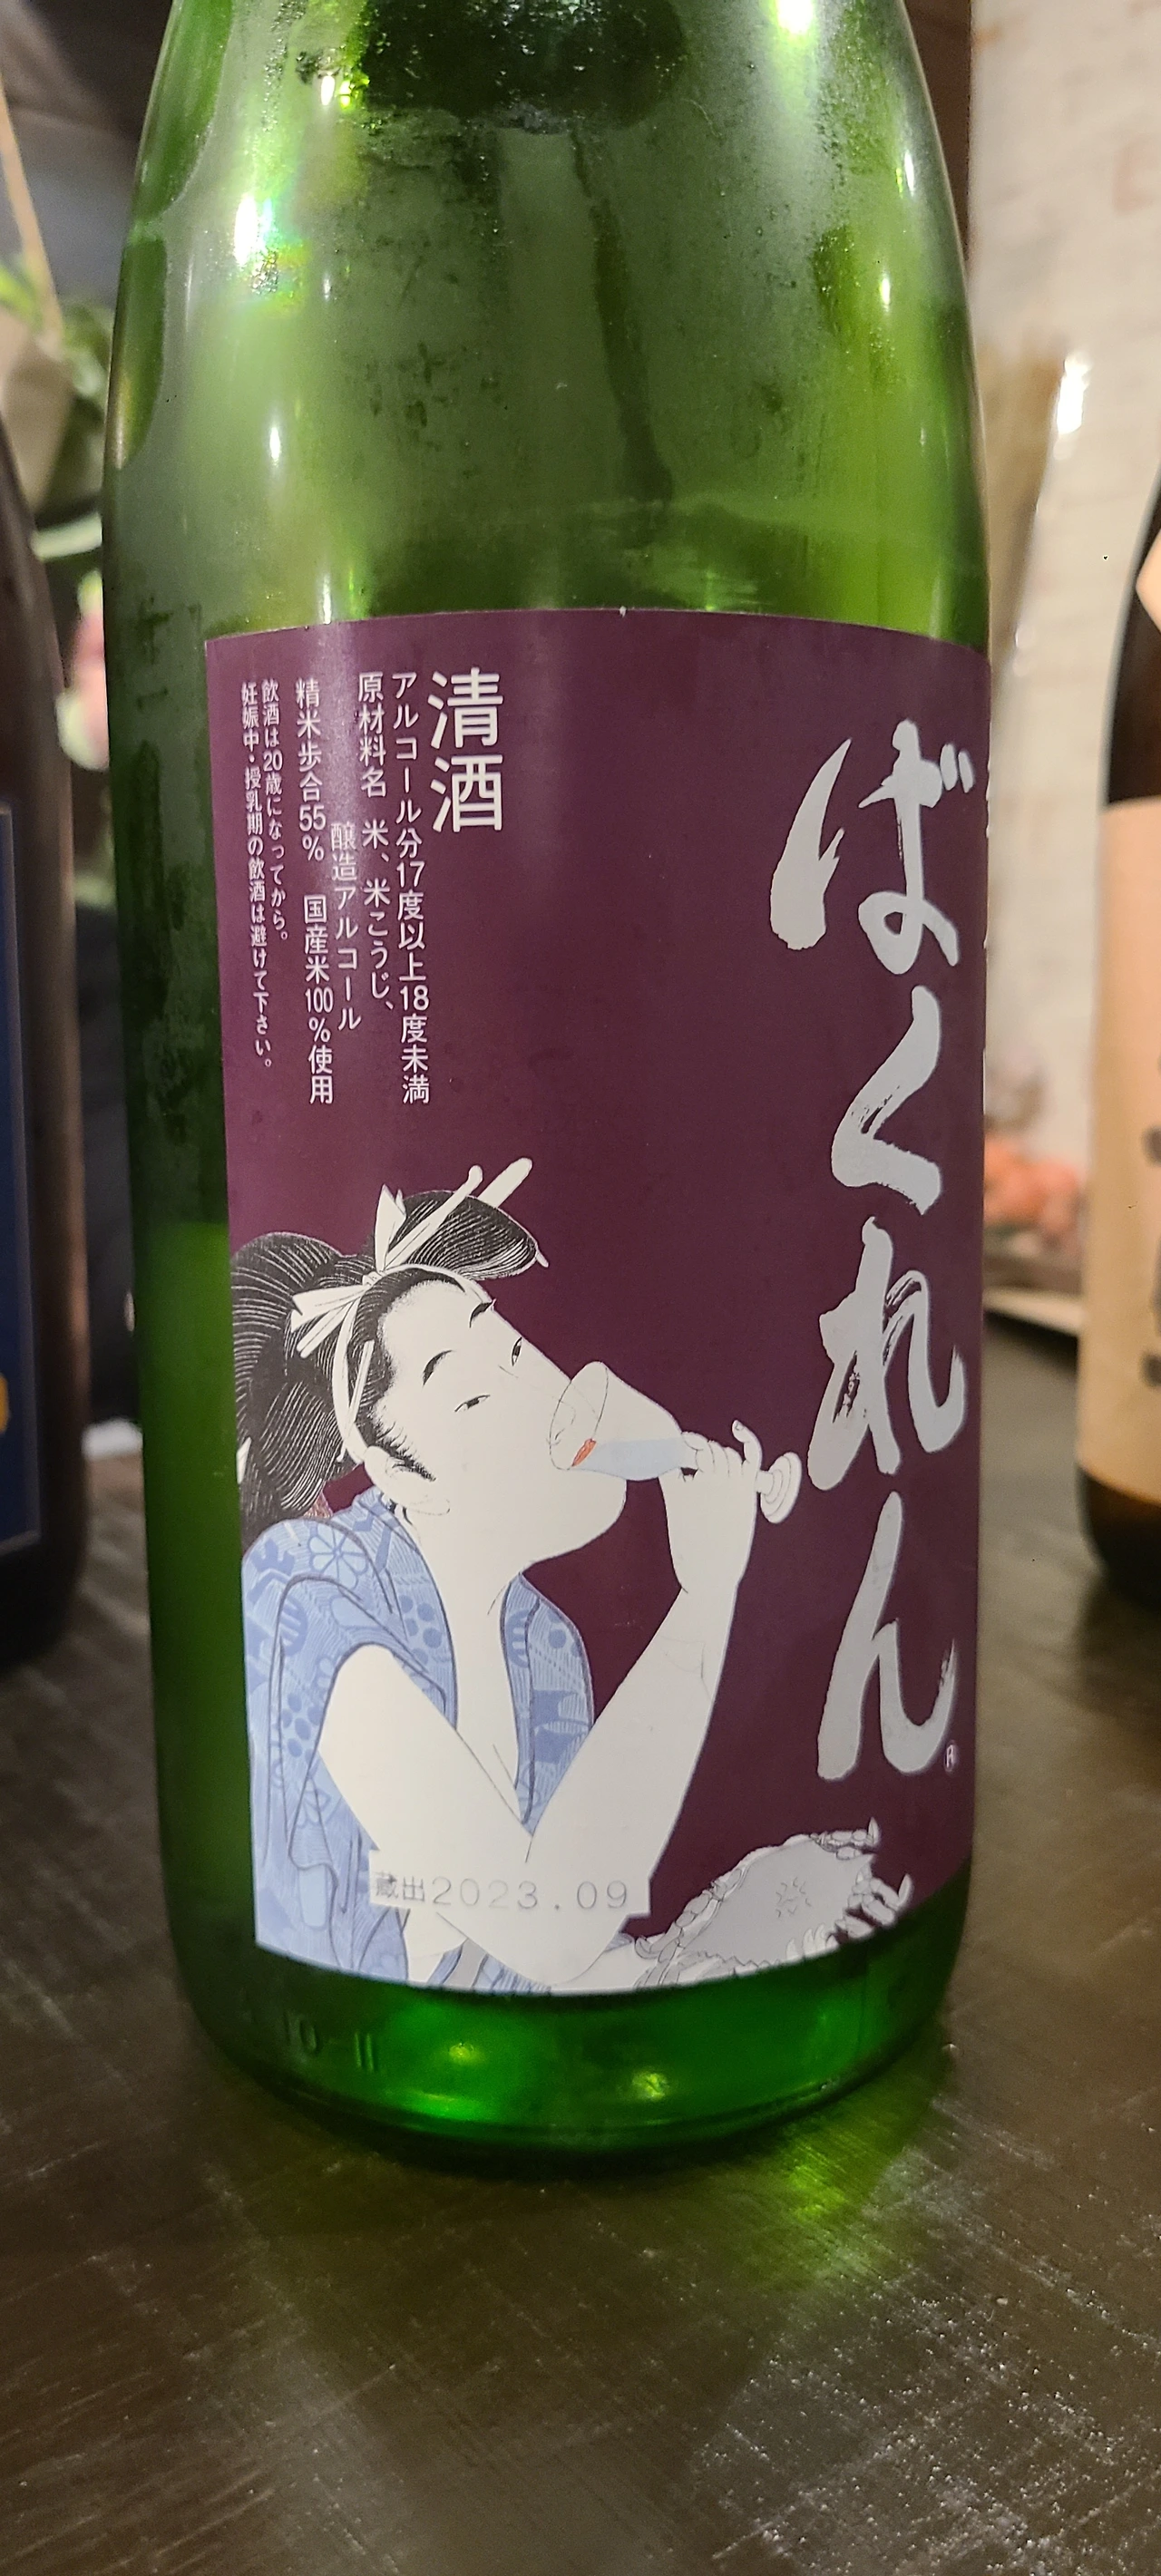 ばくれん
清酒
アルコール分17度以上18度未満
原材料名 米、米こうじ、
醸造アルコール
精米歩合55% 国産米100%使用
飲酒は20歳になってから。
妊娠中・授乳期の飲酒は避けて下さい。
蔵出2023.09